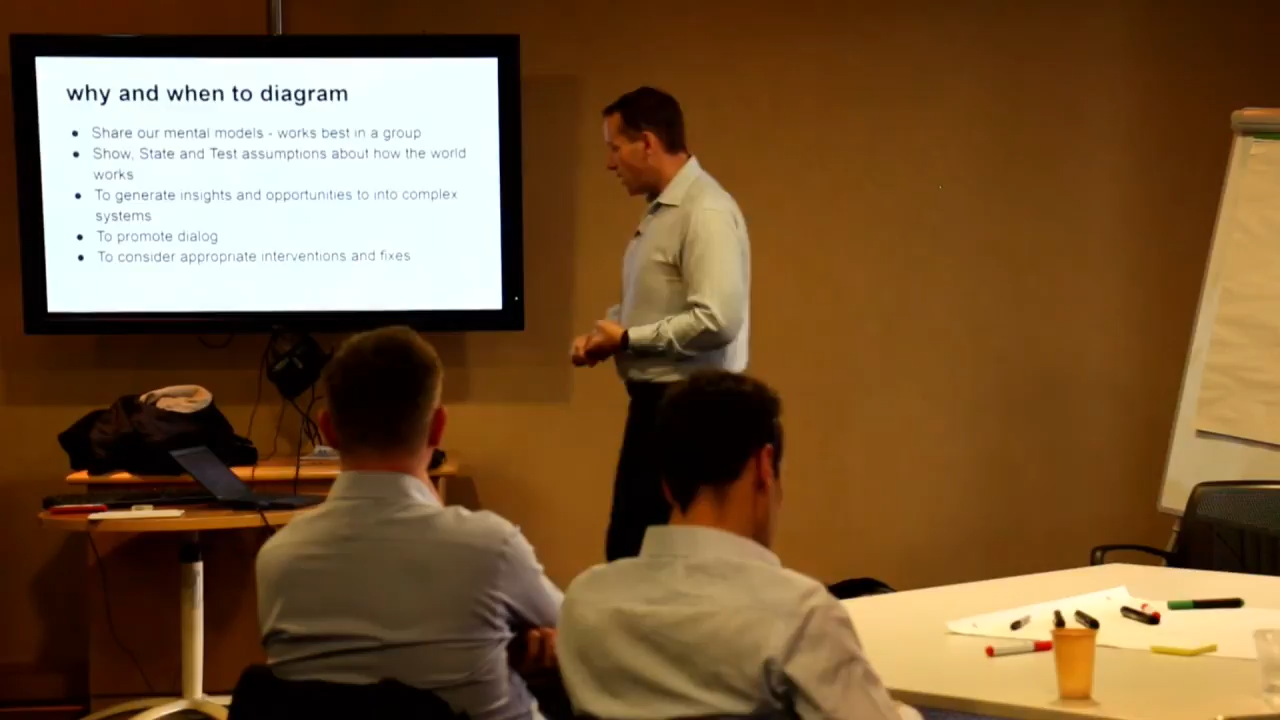 why and when to diagram
Share our mental models - works best in a group
Show, State and Test assumptions about how the world
works
To generate insights and opportunities to into complex
systems
To promote dialog
To consider appropriate interventions and fixes